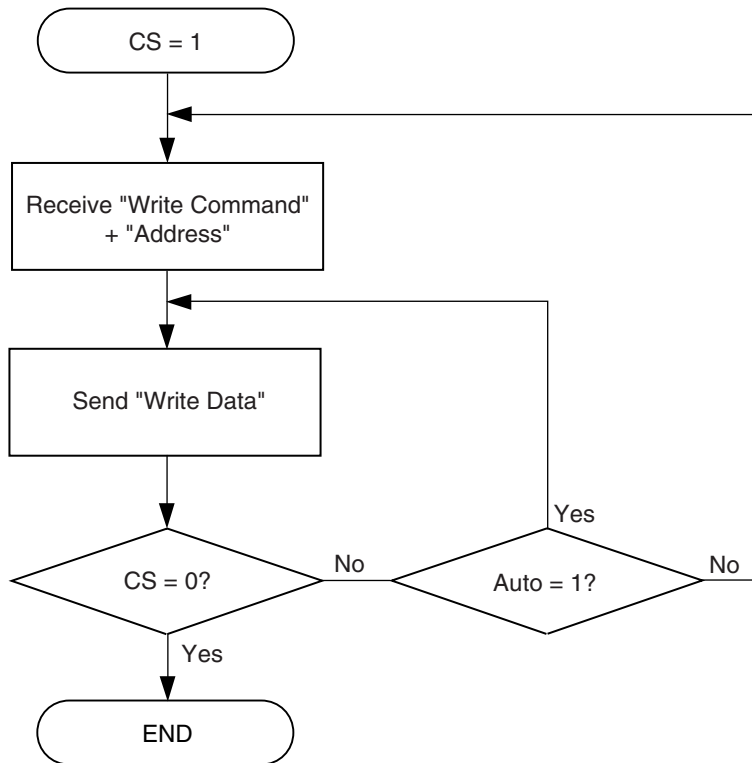 CS = 1
Receive "Write Command"
+ "Address"
Send "Write Data"
Yes
CS = 0?
No
Auto = 1?
No
Yes
END